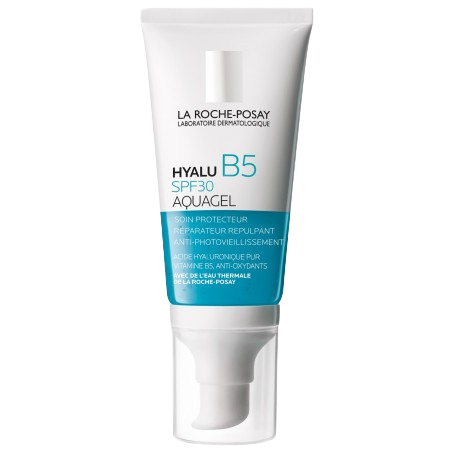 LA ROCHE-POSAY
LABORATOIRE DERMATOLOGIQUE
HYALU B5
SPF30
AQUAGEL
SOIN PROTECTEUR
RÉPARATEUR REPULPANT
ANTI-PHOTOVIEILLISSEMENT
ACIDE HYALURONIQUE PUR
VITAMINE B5, ANTI-OXYDANTS
AVEC DE L'EAU THERMALE
DE LA ROCHE-POSAY